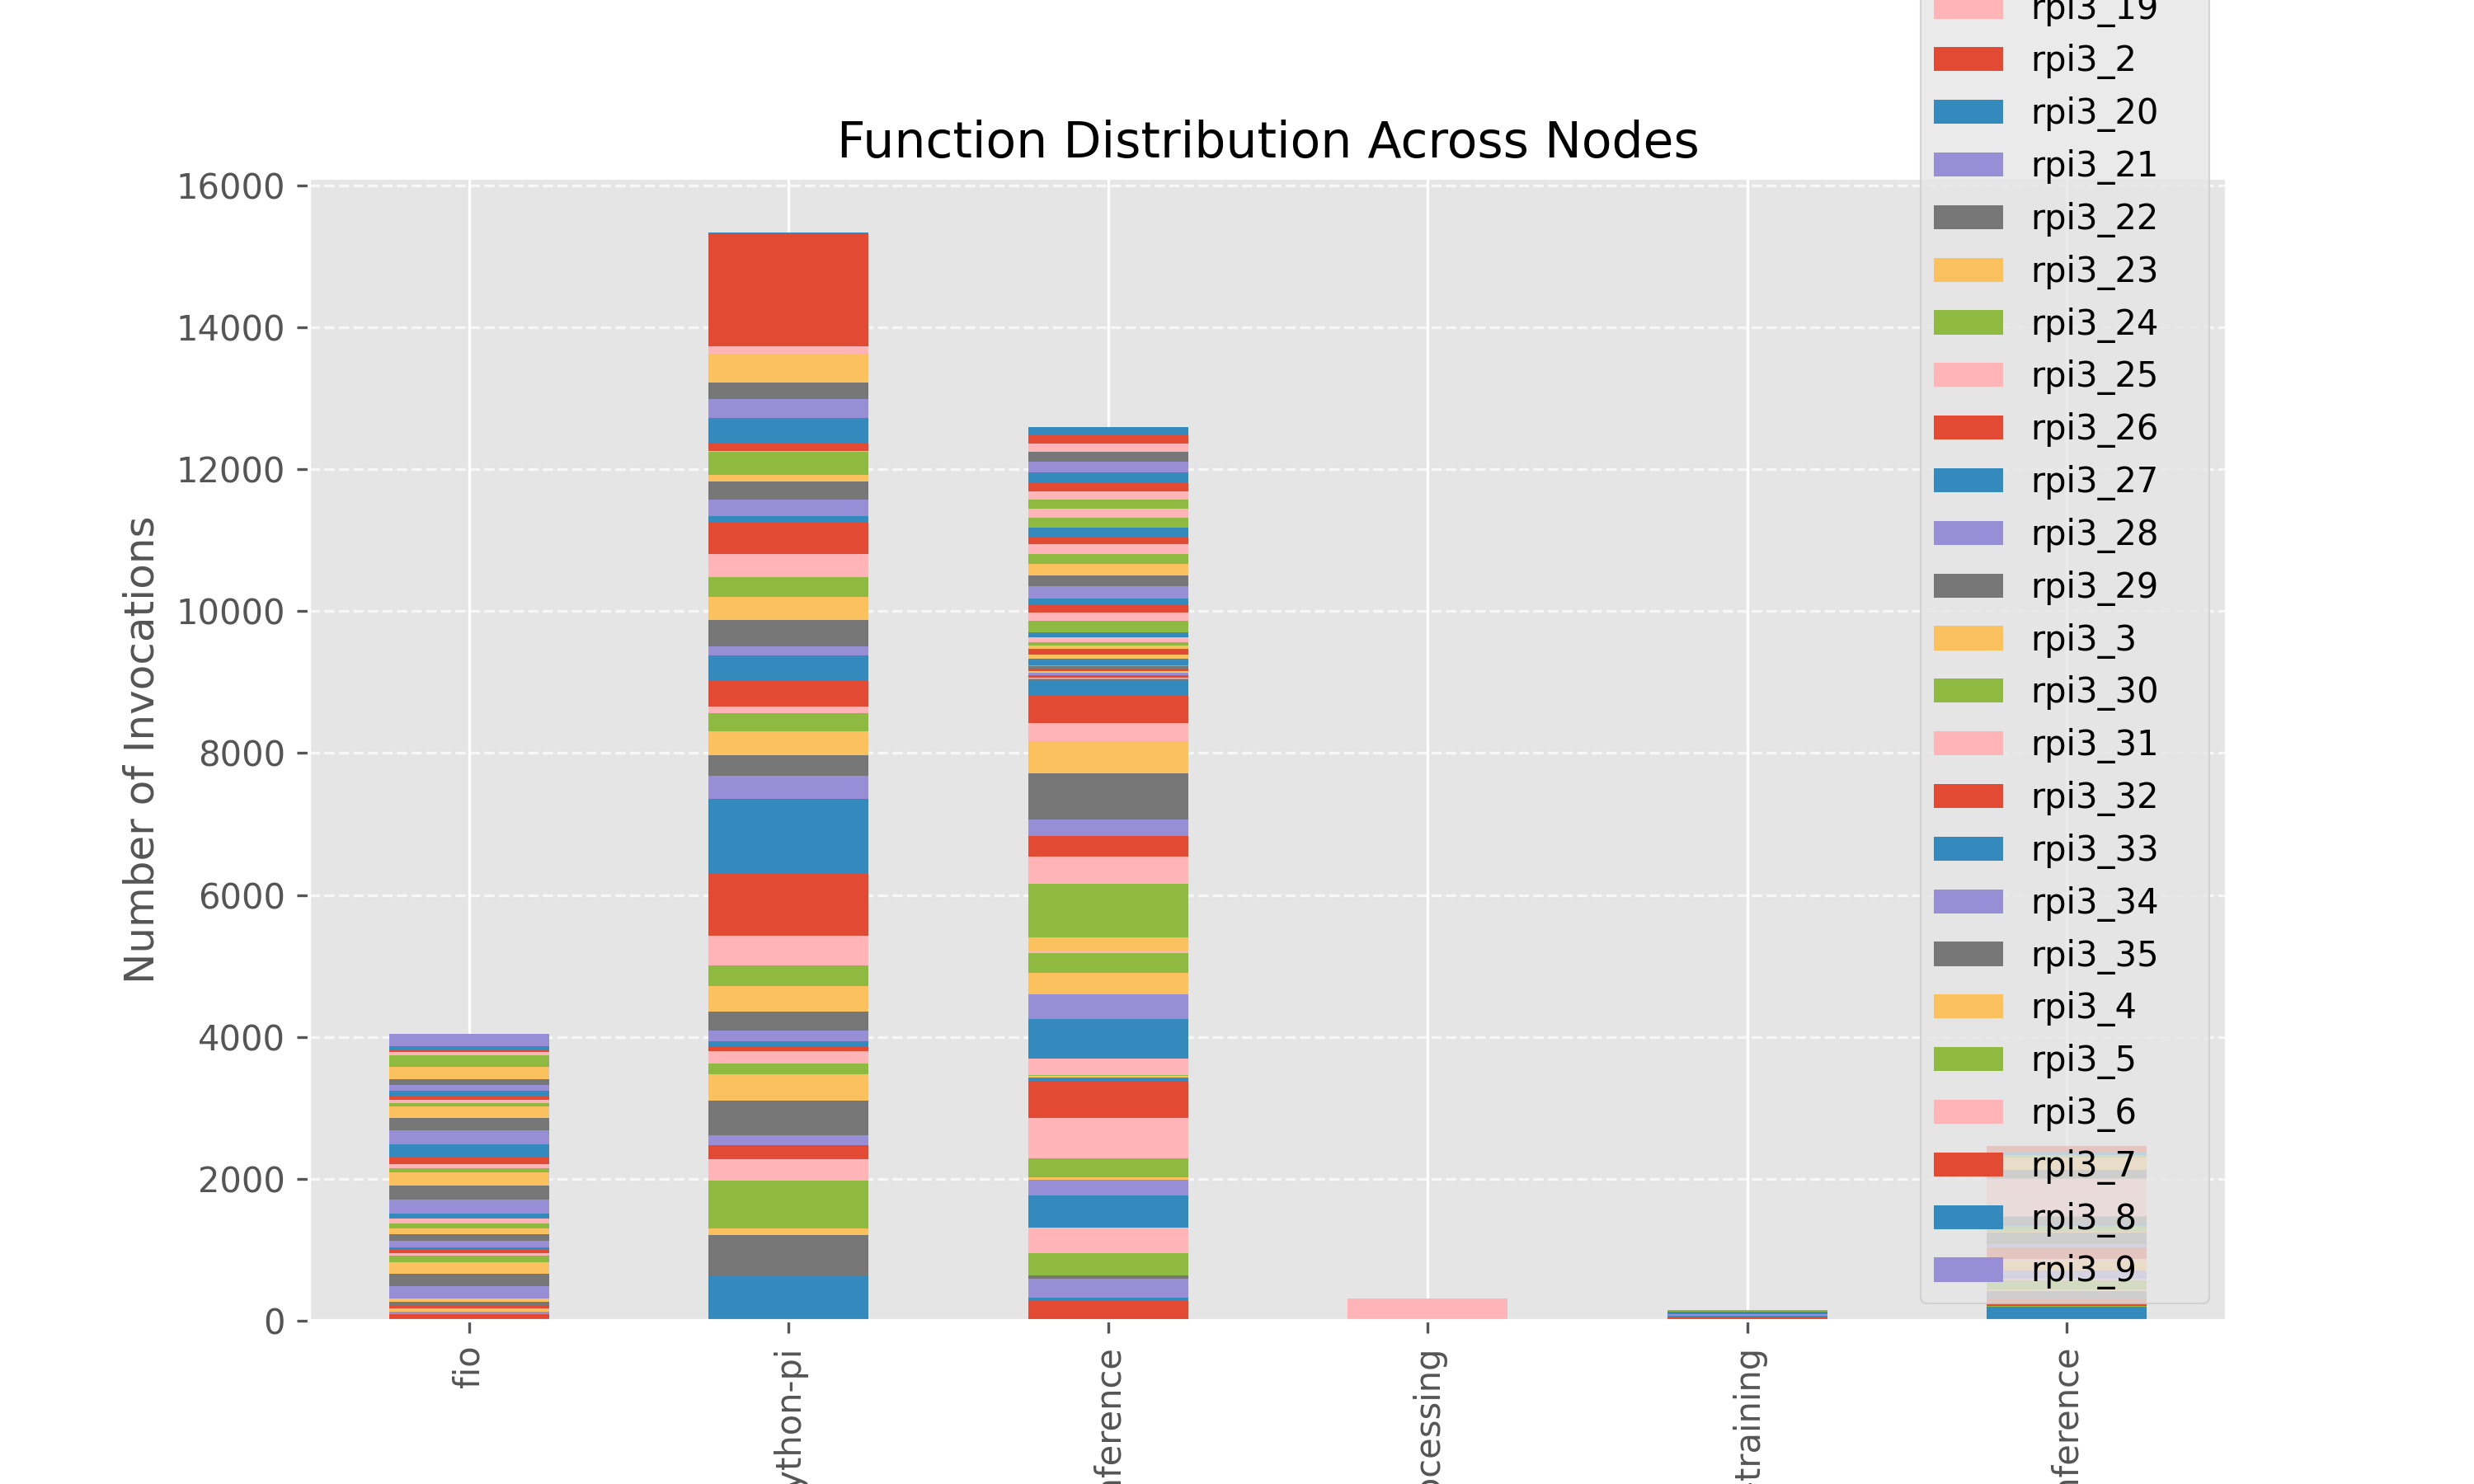 Function Distribution Across Nodes
Number of Invocations
16000
14000
12000
10000
8000
6000
4000
2000
0
fio
ython-pi
ference
ocessing
training
ference
rpi3_19
rpi3_2
rpi3_20
rpi3_21
rpi3_22
rpi3_23
rpi3_24
rpi3_25
rpi3_26
rpi3_27
rpi3_28
rpi3_29
rpi3_3
rpi3_30
rpi3_31
rpi3_32
rpi3_33
rpi3_34
rpi3_35
rpi3_4
rpi3_5
rpi3_6
rpi3_7
rpi3_8
rpi3_9